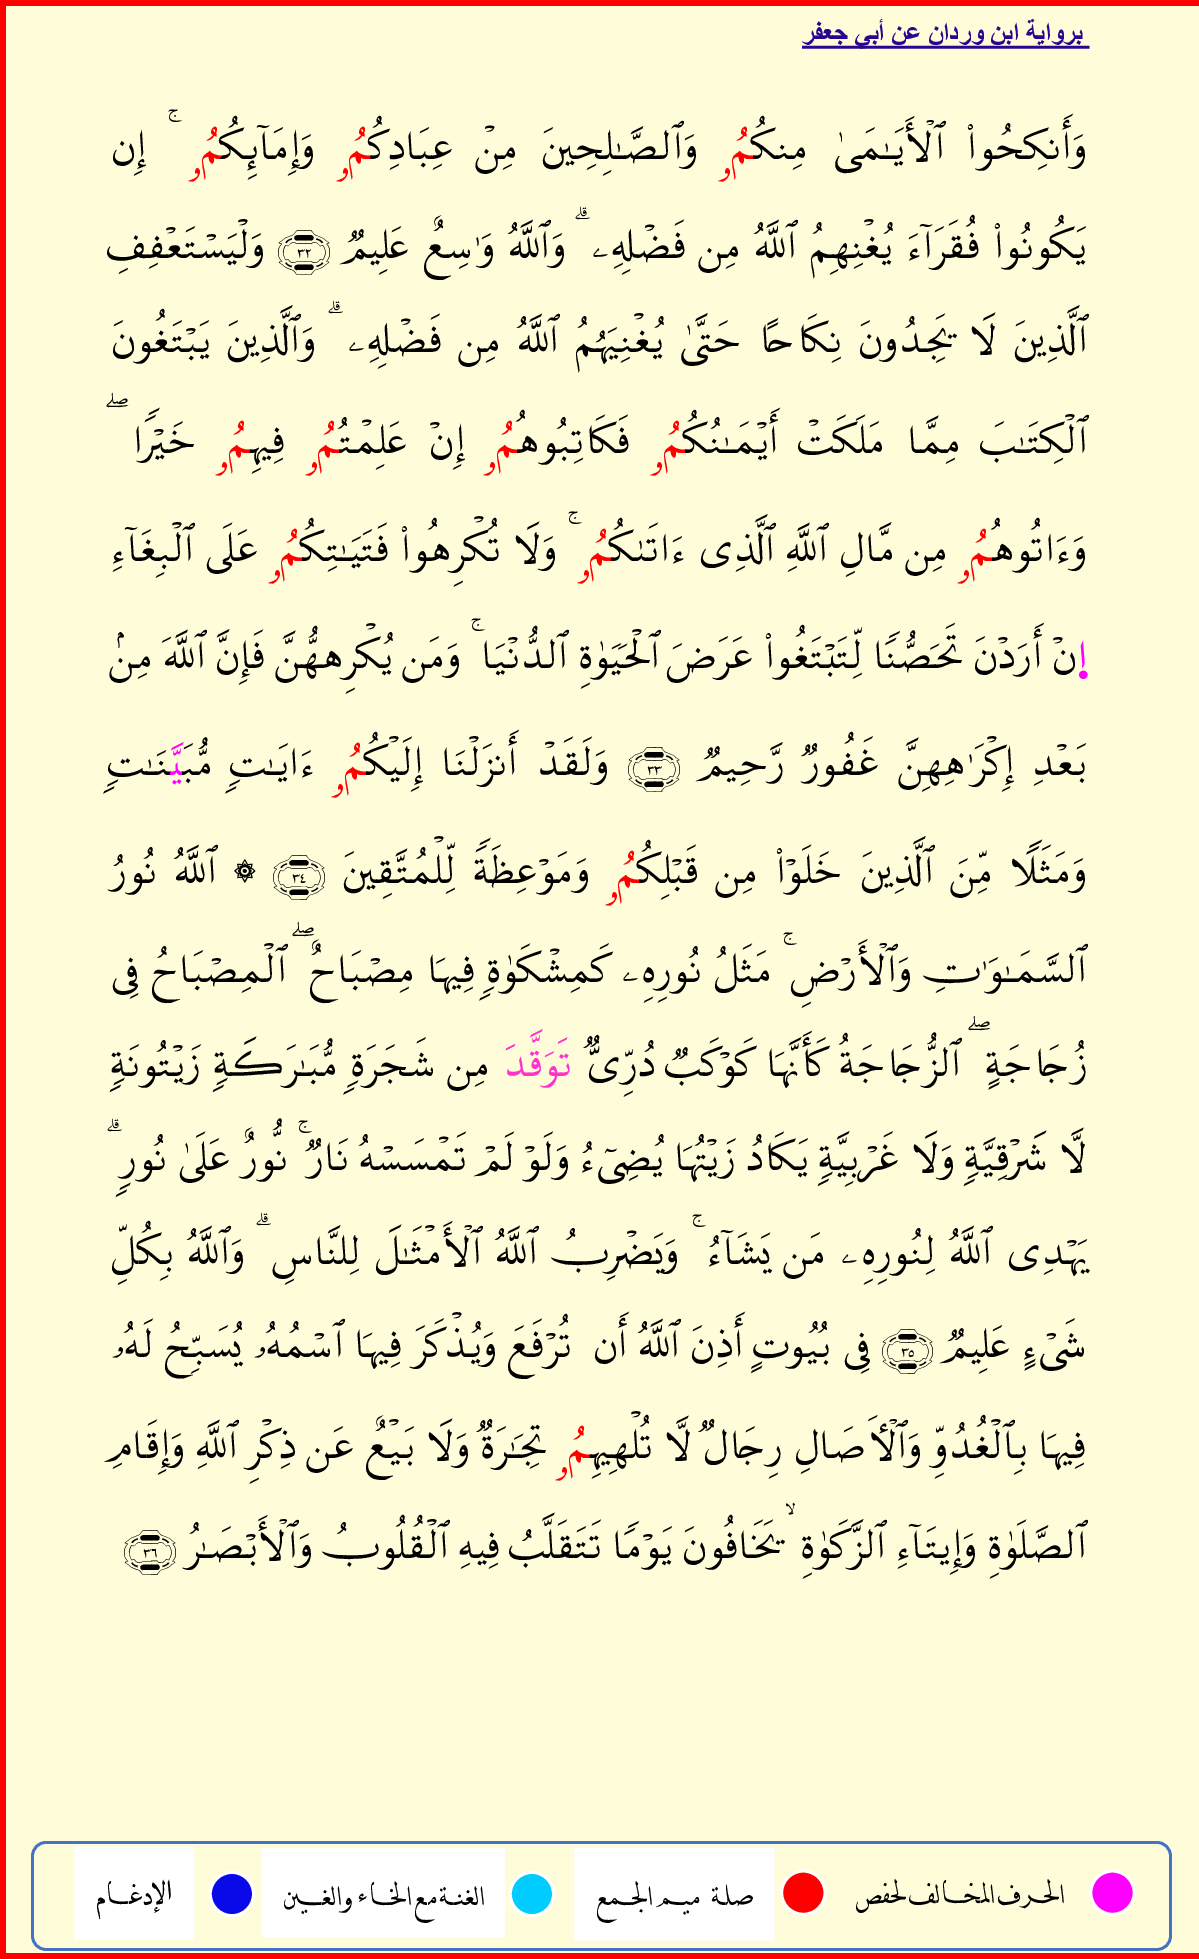 برواية ابن وردان عن أبي جعفر
وَأَنكِحُوا۟ ٱلْأَيَـٰمَىٰ مِنكُمُۥ وَٱلصَّـٰلِحِينَ مِنْ عِبَادِكُمُۥ وَإِمَآئِكُمُۥ ۚ إِن
يَكُونُوا۟ فُقَرَآءَ يُغْنِهِمُ ٱللَّهُ مِن فَضْلِهِۦ ۗ وَٱللَّهُ وَٰسِعٌ عَلِيمٌ ٣٢ وَلْيَسْتَعْفِفِ
ٱلَّذِينَ لَا يَجِدُونَ نِكَاحًا حَتَّىٰ يُغْنِيَهُمُ ٱللَّهُ مِن فَضْلِهِۦ ۗ وَٱلَّذِينَ يَبْتَغُونَ
ٱلْكِتَـٰبَ مِمَّا مَلَكَتْ أَيْمَـٰنُكُمُۥ فَكَاتِبُوهُمُۥ إِنْ عَلِمْتُمُۥ فِيهِمُۥ خَيْرًا ۖ
وَءَاتُوهُمُۥ مِن مَّالِ ٱللَّهِ ٱلَّذِى ءَاتَىٰكُمُۥ ۚ وَلَا تُكْرِهُوا۟ فَتَيَـٰتِكُمُۥ عَلَى ٱلْبِغَآءِ
اِنْ أَرَدْنَ تَحَصُّنًا لِّتَبْتَغُوا۟ عَرَضَ ٱلْحَيَوٰةِ ٱلدُّنْيَا ۚ وَمَن يُكْرِههُّنَّ فَإِنَّ ٱللَّهَ مِنۢ
بَعْدِ إِكْرَٰهِهِنَّ غَفُورٌ رَّحِيمٌ ٣٣ وَلَقَدْ أَنزَلْنَا إِلَيْكُمُۥ ءَايَـٰتٍ مُّبَيَّنَـٰتٍ
وَمَثَلًا مِّنَ ٱلَّذِينَ خَلَوْا۟ مِن قَبْلِكُمُۥ وَمَوْعِظَةً لِّلْمُتَّقِينَ ٣٤ ۞ ٱللَّهُ نُورُ
ٱلسَّمَـٰوَٰتِ وَٱلْأَرْضِ ۚ مَثَلُ نُورِهِۦ كَمِشْكَوٰةٍ فِيهَا مِصْبَاحٌ ۖ ٱلْمِصْبَاحُ فِى
زُجَاجَةٍ ۖ ٱلزُّجَاجَةُ كَأَنَّهَا كَوْكَبٌ دُرِّىٌّ تَوَقَّدَ مِن شَجَرَةٍ مُّبَـٰرَكَةٍ زَيْتُونَةٍ
لَّا شَرْقِيَّةٍ وَلَا غَرْبِيَّةٍ يَكَادُ زَيْتُهَا يُضِىٓءُ وَلَوْ لَمْ تَمْسَسْهُ نَارٌ ۚ نُّورٌ عَلَىٰ نُورٍ ۗ
يَهْدِى ٱللَّهُ لِنُورِهِۦ مَن يَشَآءُ ۚ وَيَضْرِبُ ٱللَّهُ ٱلْأَمْثَـٰلَ لِلنَّاسِ ۗ وَٱللَّهُ بِكُلِّ
شَىْءٍ عَلِيمٌ ٣٥ فِى بُيُوتٍ أَذِنَ ٱللَّهُ أَن تُرْفَعَ وَيُذْكَرَ فِيهَا ٱسْمُهُۥ يُسَبِّحُ لَهُۥ
فِيهَا بِٱلْغُدُوِّ وَٱلْـَٔاصَالِ رِجَالٌ لَّا تُلْهِيهِمُۥ تِجَـٰرَةٌ وَلَا بَيْعٌ عَن ذِكْرِ ٱللَّهِ وَإِقَامِ
ٱلصَّلَوٰةِ وَإِيتَآءِ ٱلزَّكَوٰةِ ۙ يَخَافُونَ يَوْمًا تَتَقَلَّبُ فِيهِ ٱلْقُلُوبُ وَٱلْأَبْصَـٰرُ ٣٦
الحرف المخالف لحفص صلة ميم الجمع الغنة مع الخاء والغين الإدغام